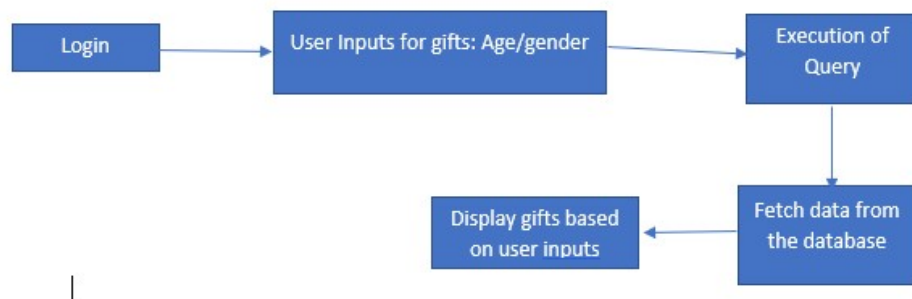 Login
User Inputs for gifts: Age/gender
Execution of
Query
Fetch data from
the database
Display gifts based
on user inputs